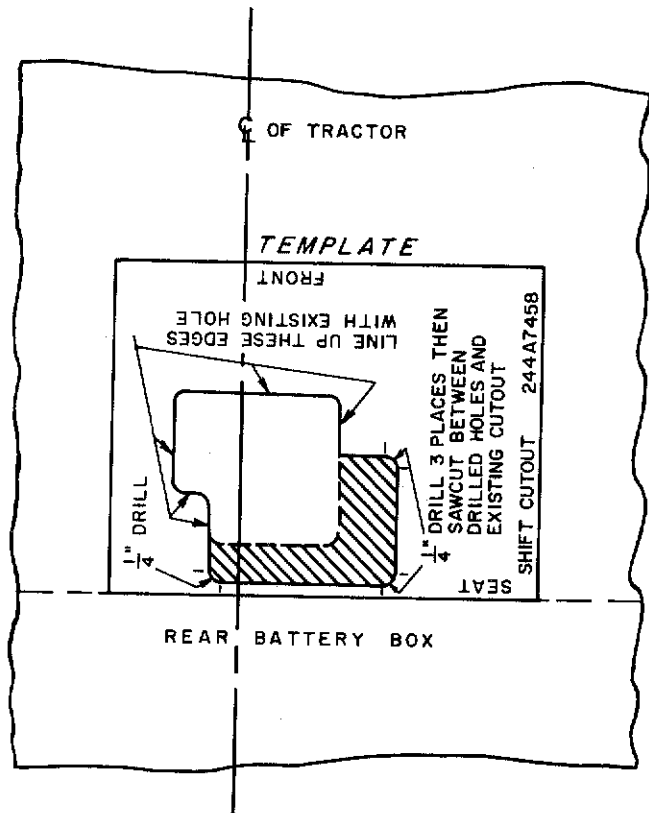 ℄ OF TRACTOR
TEMPLATE
FRONT
LINE UP THESE EDGES
WITH EXISTING HOLE
1/4" DRILL
1/4" DRILL 3 PLACES THEN
SAWCUT BETWEEN
DRILLED HOLES AND
EXISTING CUTOUT
SHIFT CUTOUT 244A7458
SEAT
REAR BATTERY BOX